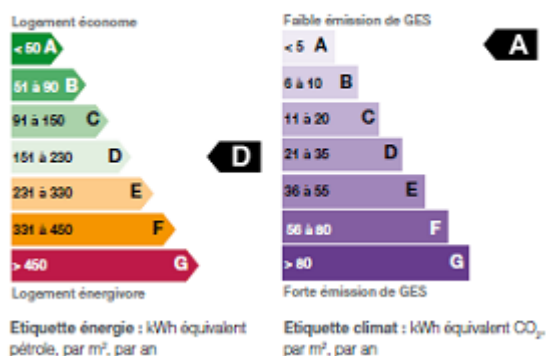 Logement économe
< 50 A
51 à 90 B
91 à 150 C
151 à 230 D
D
231 à 330 E
331 à 450 F
> 450 G
Logement énergivore
Etiquette énergie : kWh équivalent
pétrole, par m², par an
Faible émission de GES
< 5 A
A
6 à 10 B
11 à 20 C
21 à 35 D
36 à 55 E
56 à 80 F
> 80 G
Forte émission de GES
Etiquette climat : kWh équivalent CO₂,
par m², par an